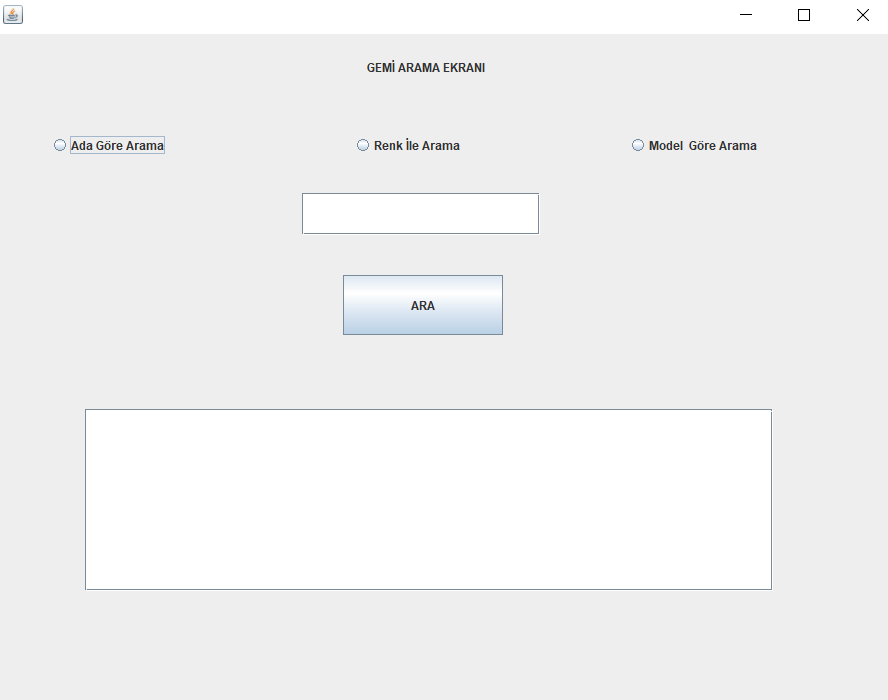 GEMİ ARAMA EKRANI
Ada Göre Arama Renk İle Arama Model  Göre Arama
ARA